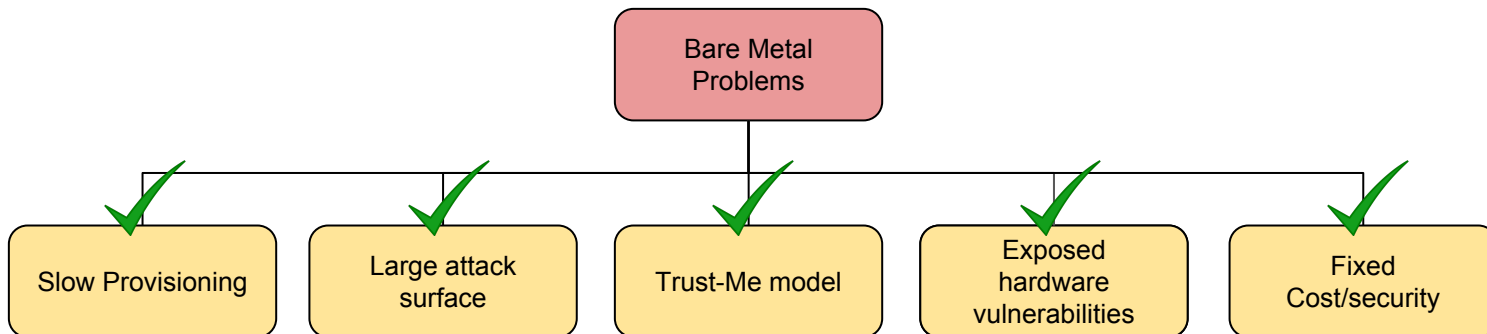 Bare Metal
Problems
Slow Provisioning
Large attack
surface
Trust-Me model
Exposed
hardware
vulnerabilities
Fixed
Cost/security